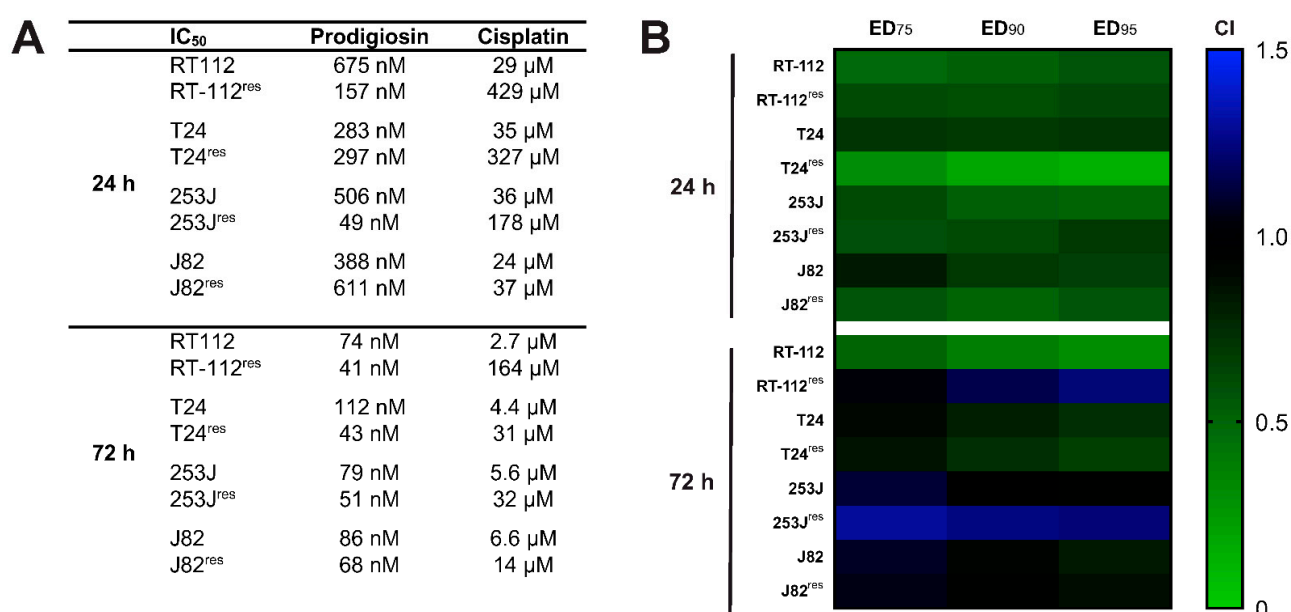 A
IC₅₀ Prodigiosin Cisplatin
24 h
RT112 675 nM 29 µM
RT-112ʳᵉˢ 157 nM 429 µM
T24 283 nM 35 µM
T24ʳᵉˢ 297 nM 327 µM
253J 506 nM 36 µM
253Jʳᵉˢ 49 nM 178 µM
J82 388 nM 24 µM
J82ʳᵉˢ 611 nM 37 µM
72 h
RT112 74 nM 2.7 µM
RT-112ʳᵉˢ 41 nM 164 µM
T24 112 nM 4.4 µM
T24ʳᵉˢ 43 nM 31 µM
253J 79 nM 5.6 µM
253Jʳᵉˢ 51 nM 32 µM
J82 86 nM 6.6 µM
J82ʳᵉˢ 68 nM 14 µM
B
ED75 ED90 ED95 CI
24 h
RT-112
RT-112ʳᵉˢ
T24
T24ʳᵉˢ
253J
253Jʳᵉˢ
J82
J82ʳᵉˢ
72 h
RT-112
RT-112ʳᵉˢ
T24
T24ʳᵉˢ
253J
253Jʳᵉˢ
J82
J82ʳᵉˢ
1.5
1.0
0.5
0